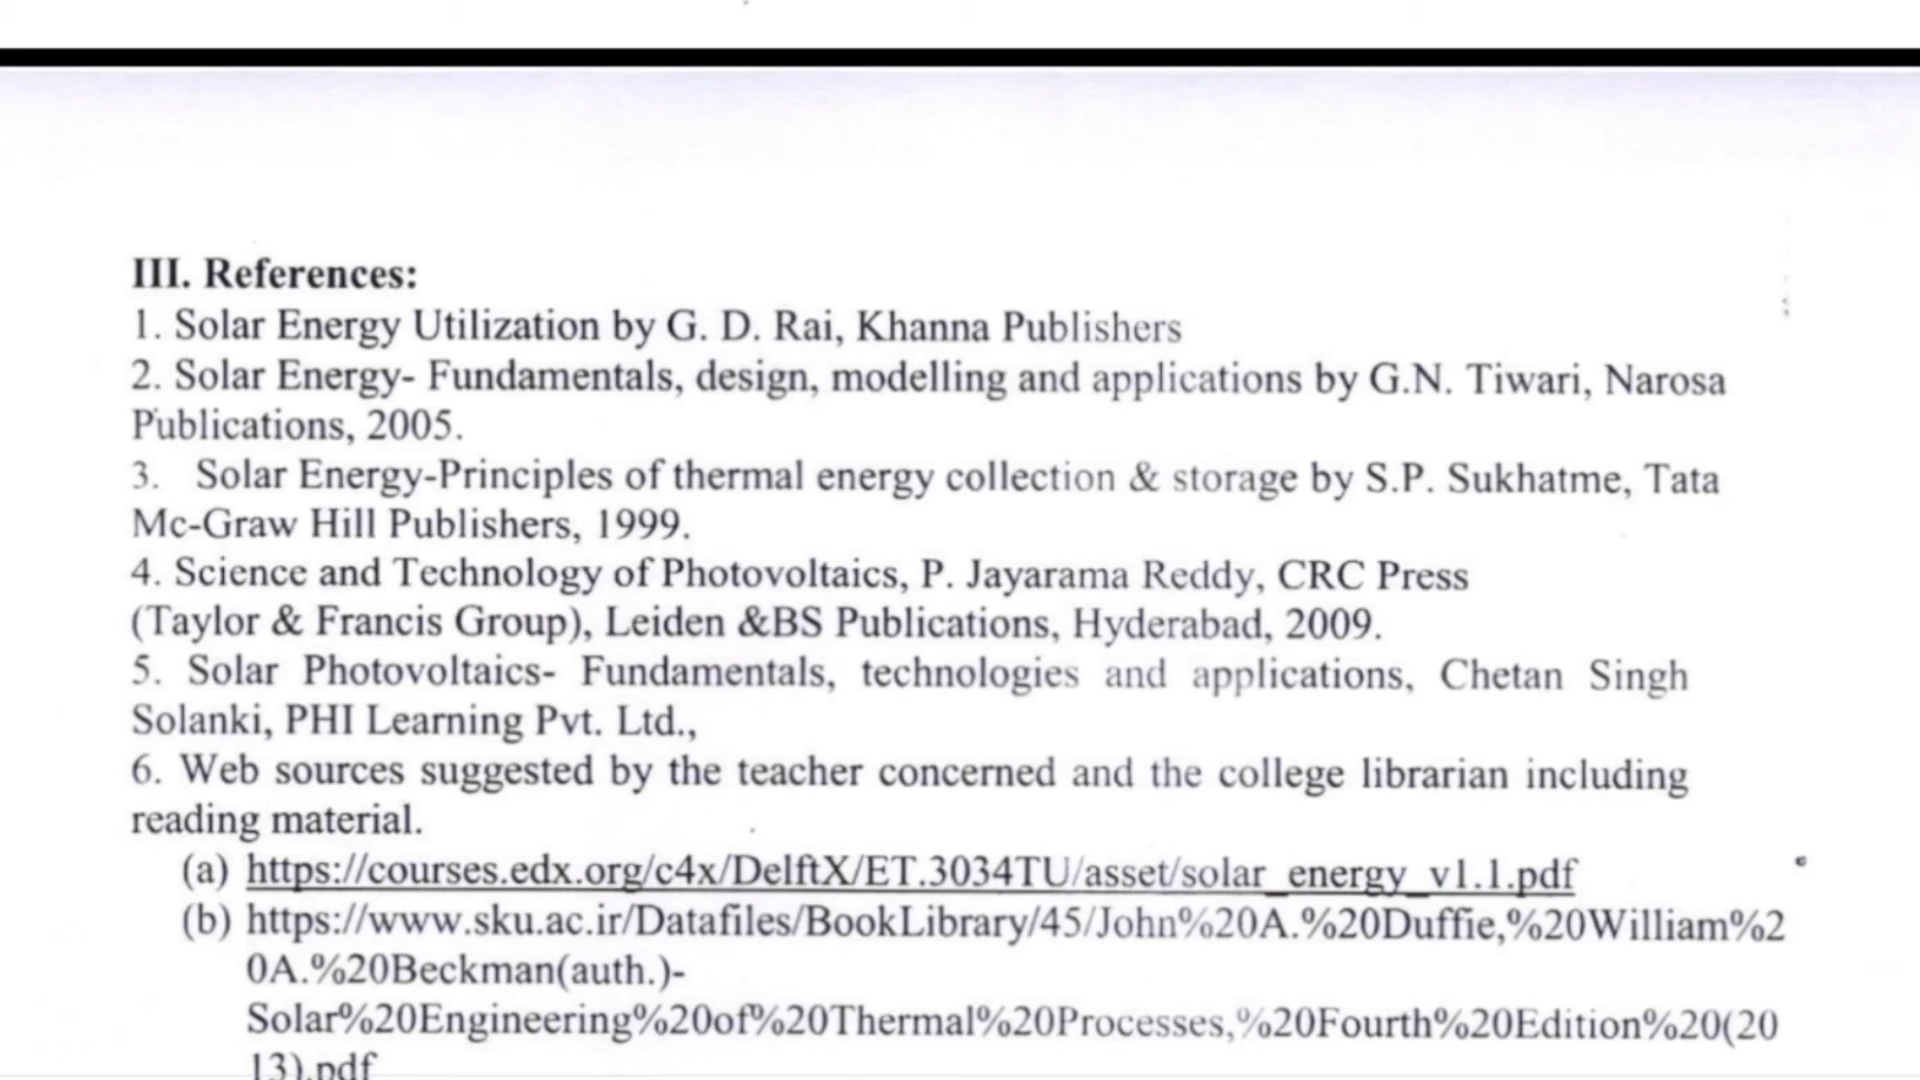 III. References:
1. Solar Energy Utilization by G. D. Rai, Khanna Publishers
2. Solar Energy- Fundamentals, design, modelling and applications by G.N. Tiwari, Narosa
Publications, 2005.
3. Solar Energy-Principles of thermal energy collection & storage by S.P. Sukhatme, Tata
Mc-Graw Hill Publishers, 1999.
4. Science and Technology of Photovoltaics, P. Jayarama Reddy, CRC Press
(Taylor & Francis Group), Leiden &BS Publications, Hyderabad, 2009.
5. Solar Photovoltaics- Fundamentals, technologies and applications, Chetan Singh
Solanki, PHI Learning Pvt. Ltd.,
6. Web sources suggested by the teacher concerned and the college librarian including
reading material.
(a) https://courses.edx.org/c4x/DelftX/ET.3034TU/asset/solar_energy_v1.1.pdf
(b) https://www.sku.ac.ir/Datafiles/BookLibrary/45/John%20A.%20Duffie,%20William%2
0A.%20Beckman(auth.)-
Solar%20Engineering%20of%20Thermal%20Processes,%20Fourth%20Edition%20(20
13).pdf